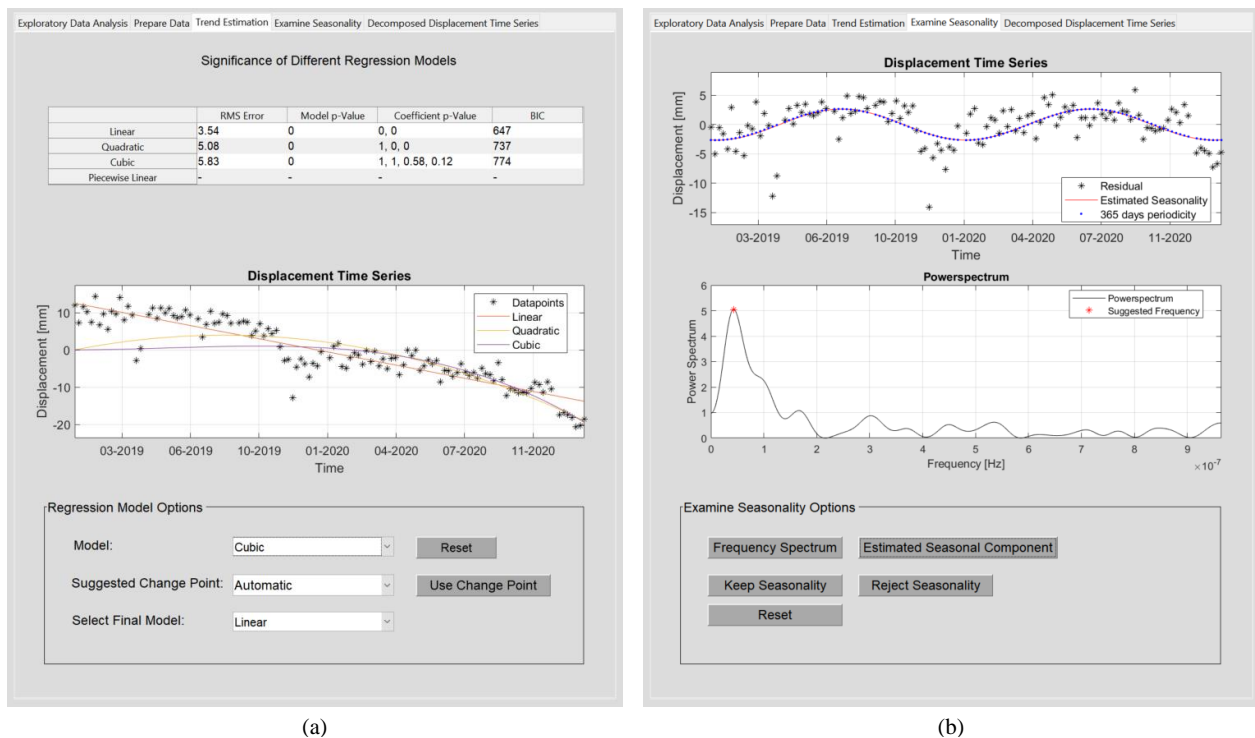 Exploratory Data Analysis Prepare Data Trend Estimation Examine Seasonality Decomposed Displacement Time Series
Significance of Different Regression Models
RMS Error Model p-Value Coefficient p-Value BIC
Linear 3.54 0 0, 0 647
Quadratic 5.08 0 1, 0, 0 737
Cubic 5.83 0 1, 1, 0.58, 0.12 774
Piecewise Linear - - - -
Displacement Time Series
Displacement [mm]
10
0
-10
-20
Datapoints
Linear
Quadratic
Cubic
03-2019 06-2019 10-2019 01-2020 04-2020 07-2020 11-2020
Time
Regression Model Options
Model: Cubic Reset
Suggested Change Point: Automatic Use Change Point
Select Final Model: Linear
(a)
Exploratory Data Analysis Prepare Data Trend Estimation Examine Seasonality Decomposed Displacement Time Series
Displacement Time Series
Displacement [mm]
5
0
-5
-10
-15
Residual
Estimated Seasonality
365 days periodicity
03-2019 06-2019 10-2019 01-2020 04-2020 07-2020 11-2020
Time
Powerspectrum
Power Spectrum
6
5
4
3
2
1
0
Powerspectrum
Suggested Frequency
0 1 2 3 4 5 6 7 8 9
Frequency [Hz]
×10⁻⁷
Examine Seasonality Options
Frequency Spectrum Estimated Seasonal Component
Keep Seasonality Reject Seasonality
Reset
(b)